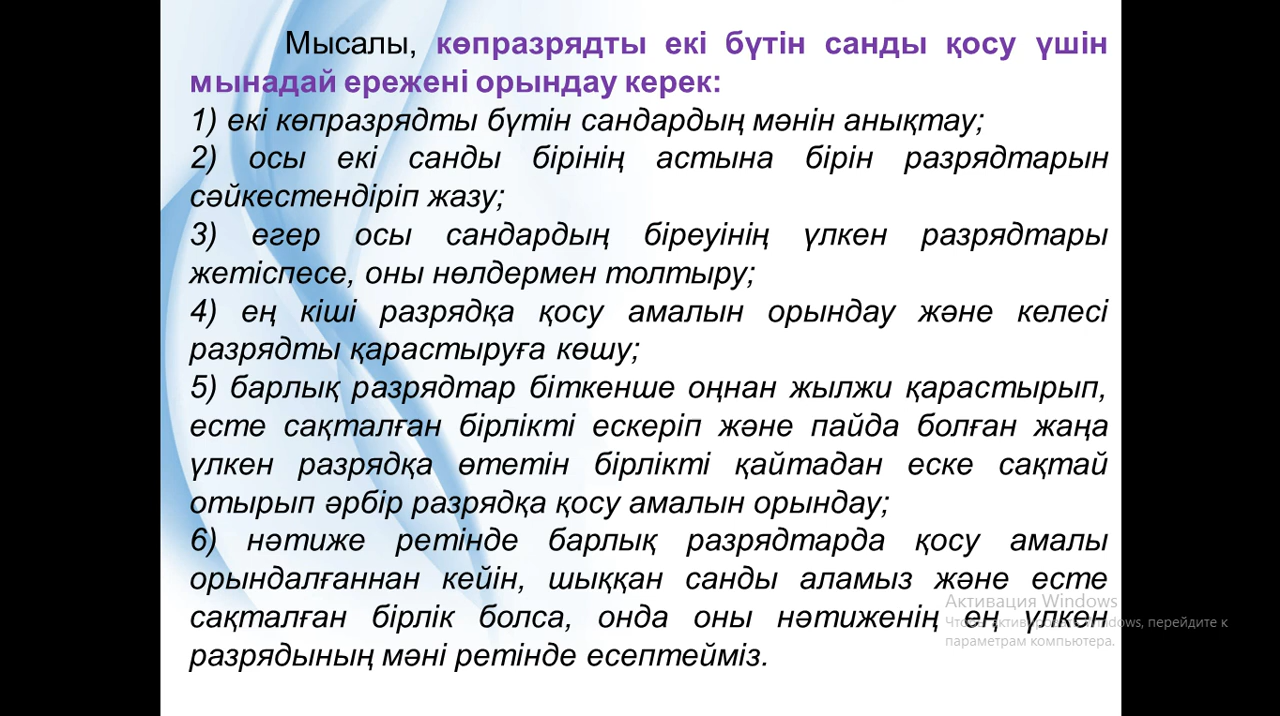 Мысалы, көпразрядты екі бүтін санды қосу үшін
мынадай ережені орындау керек:
1) екі көпразрядты бүтін сандардың мәнін анықтау;
2) осы екі санды бірінің астына бірін разрядтарын
сәйкестендіріп жазу;
3) егер осы сандардың біреуінің үлкен разрядтары
жетіспесе, оны нөлдермен толтыру;
4) ең кіші разрядқа қосу амалын орындау және келесі
разрядты қарастыруға көшу;
5) барлық разрядтар біткенше оңнан жылжи қарастырып,
есте сақталған бірлікті ескеріп және пайда болған жаңа
үлкен разрядқа өтетін бірлікті қайтадан еске сақтай
отырып әрбір разрядқа қосу амалын орындау;
6) нәтиже ретінде барлық разрядтарда қосу амалы
орындалғаннан кейін, шыққан санды аламыз және есте
сақталған бірлік болса, онда оны нәтиженің ең үлкен
разрядының мәні ретінде есептейміз.
Активация Windows
Чтобы активировать Windows, перейдите к
параметрам компьютера.